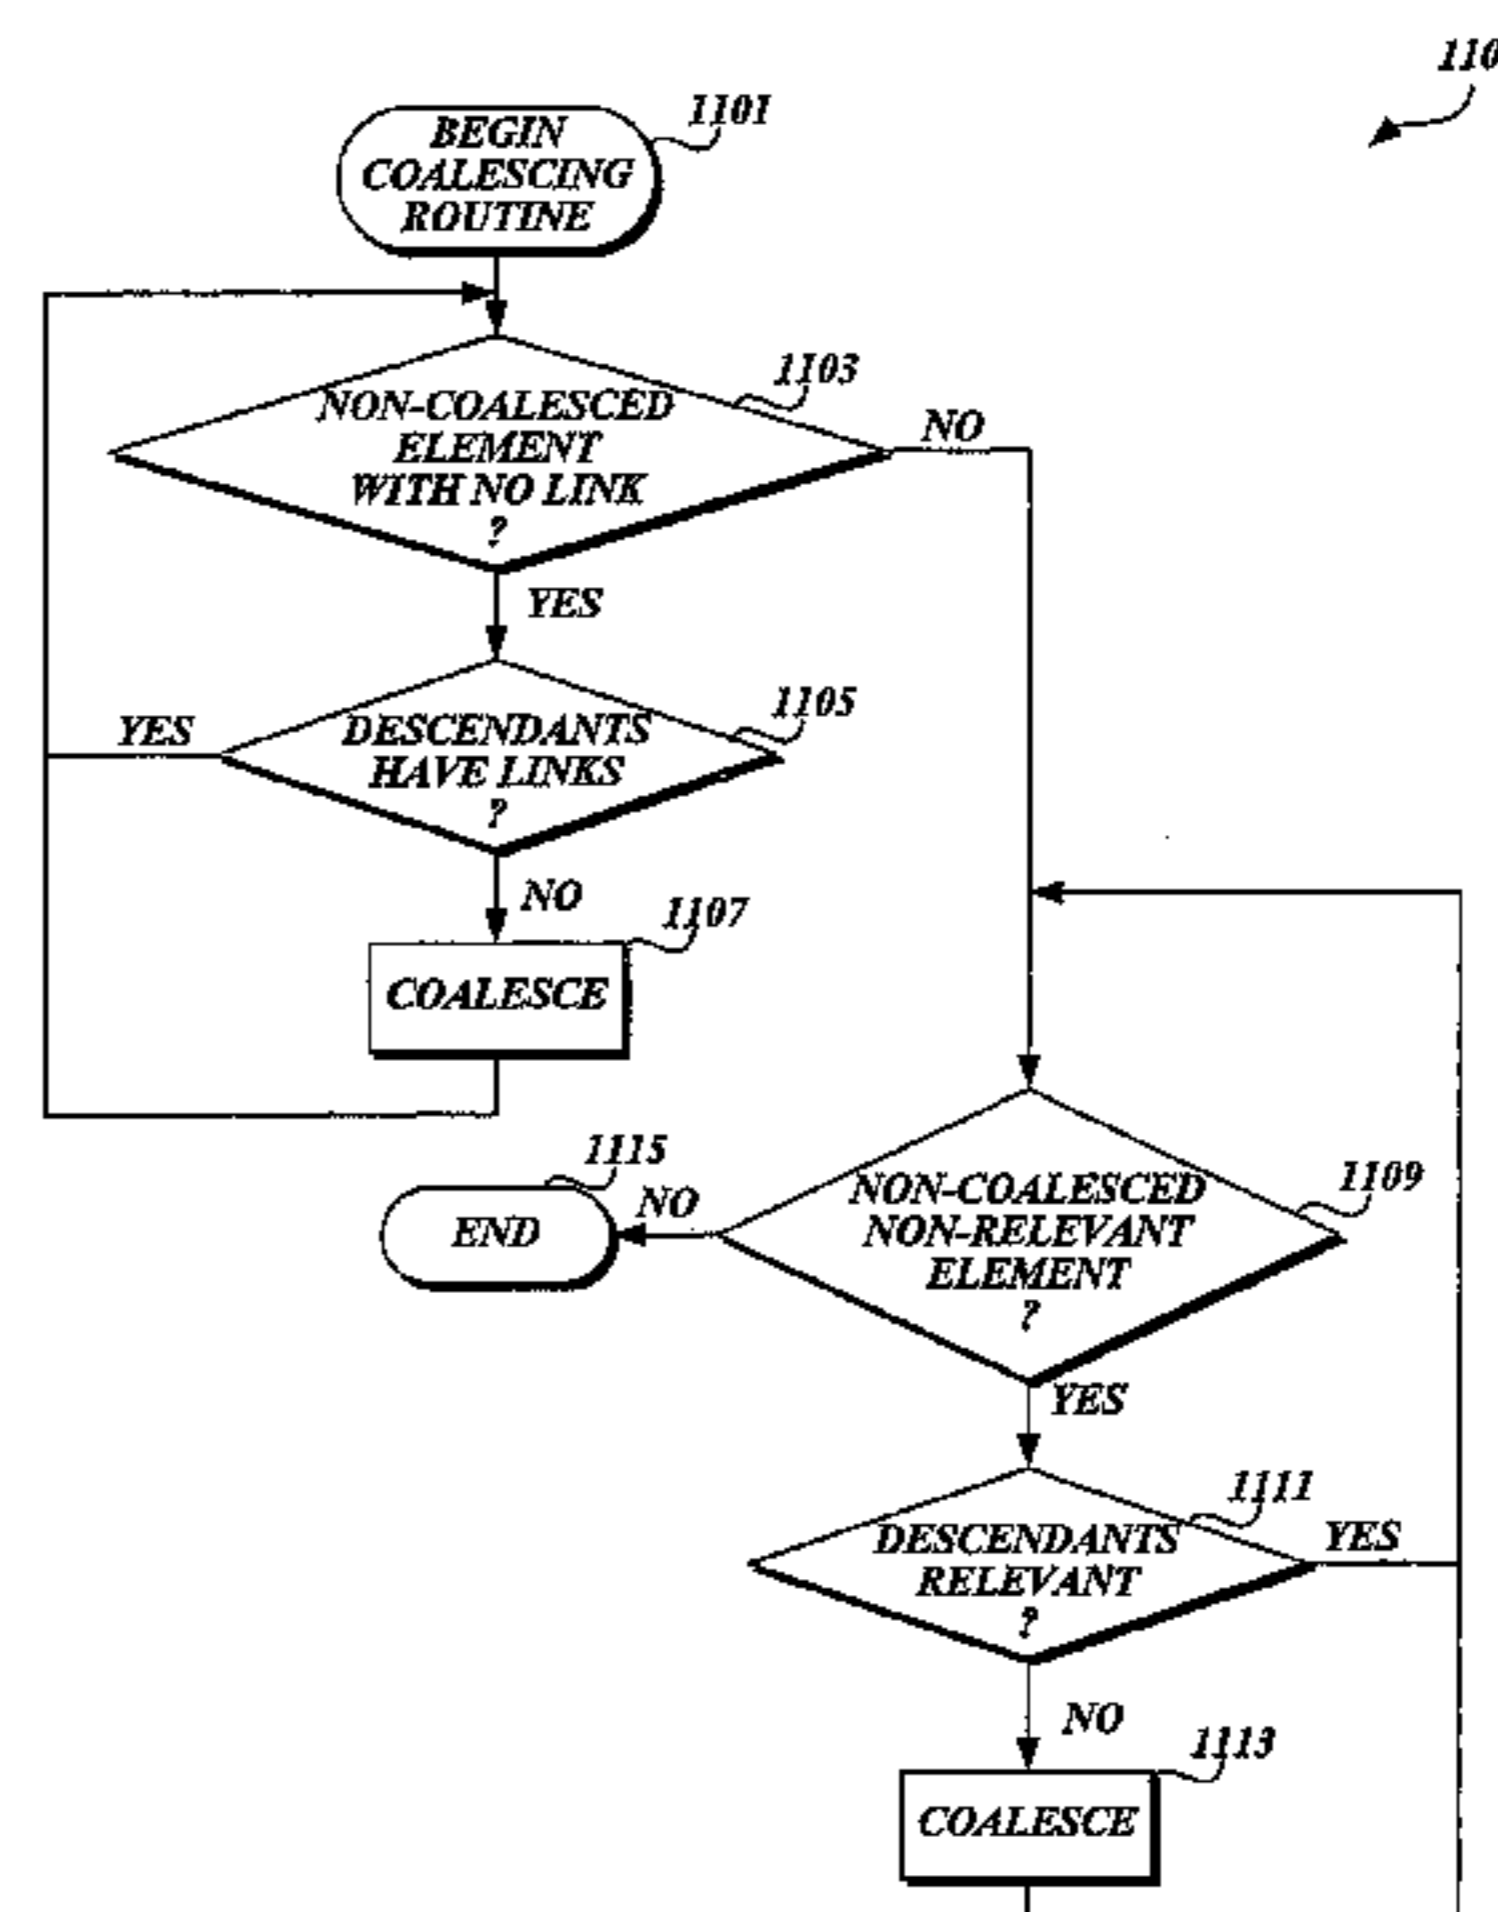 110
1101
BEGIN
COALESCING
ROUTINE
1103
NON-COALESCED
ELEMENT
WITH NO LINK
?
NO
YES
1105
YES
DESCENDANTS
HAVE LINKS
?
NO
1107
COALESCE
1115
END
NO
1109
NON-COALESCED
NON-RELEVANT
ELEMENT
?
YES
1111
DESCENDANTS
RELEVANT
?
YES
NO
1113
COALESCE